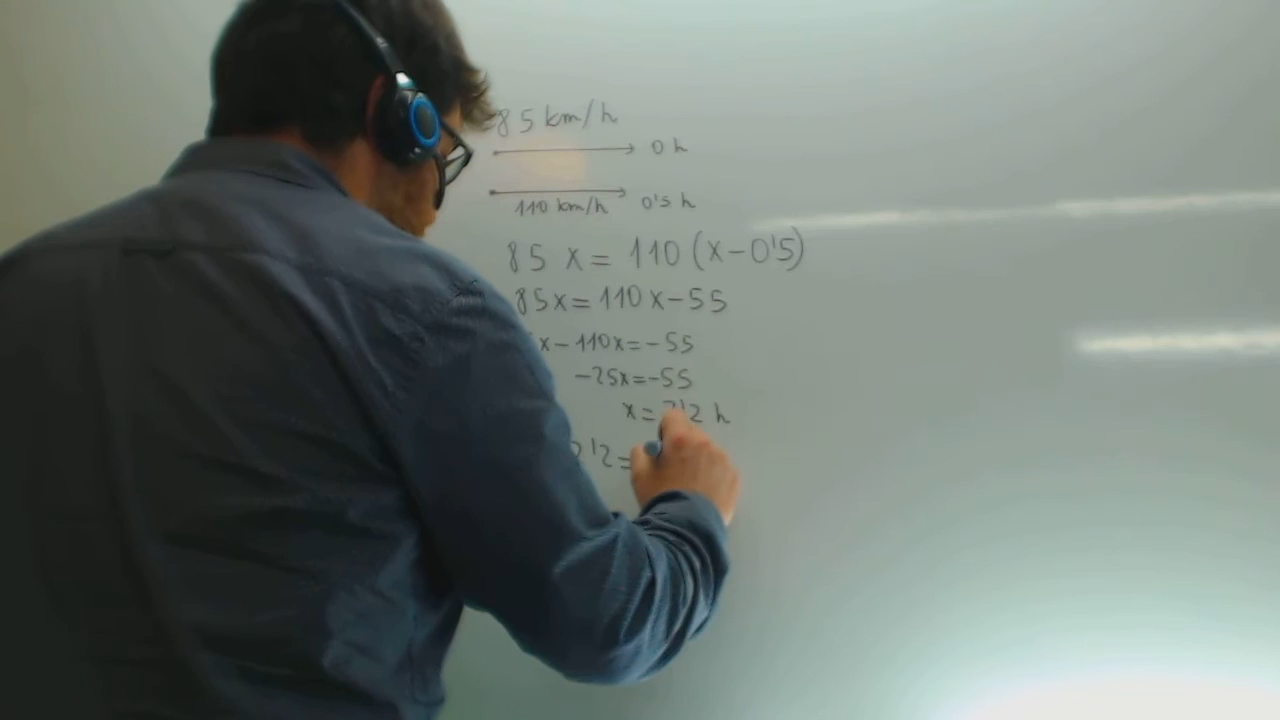 85 km/h
0 h
110 km/h 0'5 h
85 x = 110 (x - 0'5)
85x = 110x - 55
x - 110x = -55
-25x = -55
x = 2'2 h
2'2 =